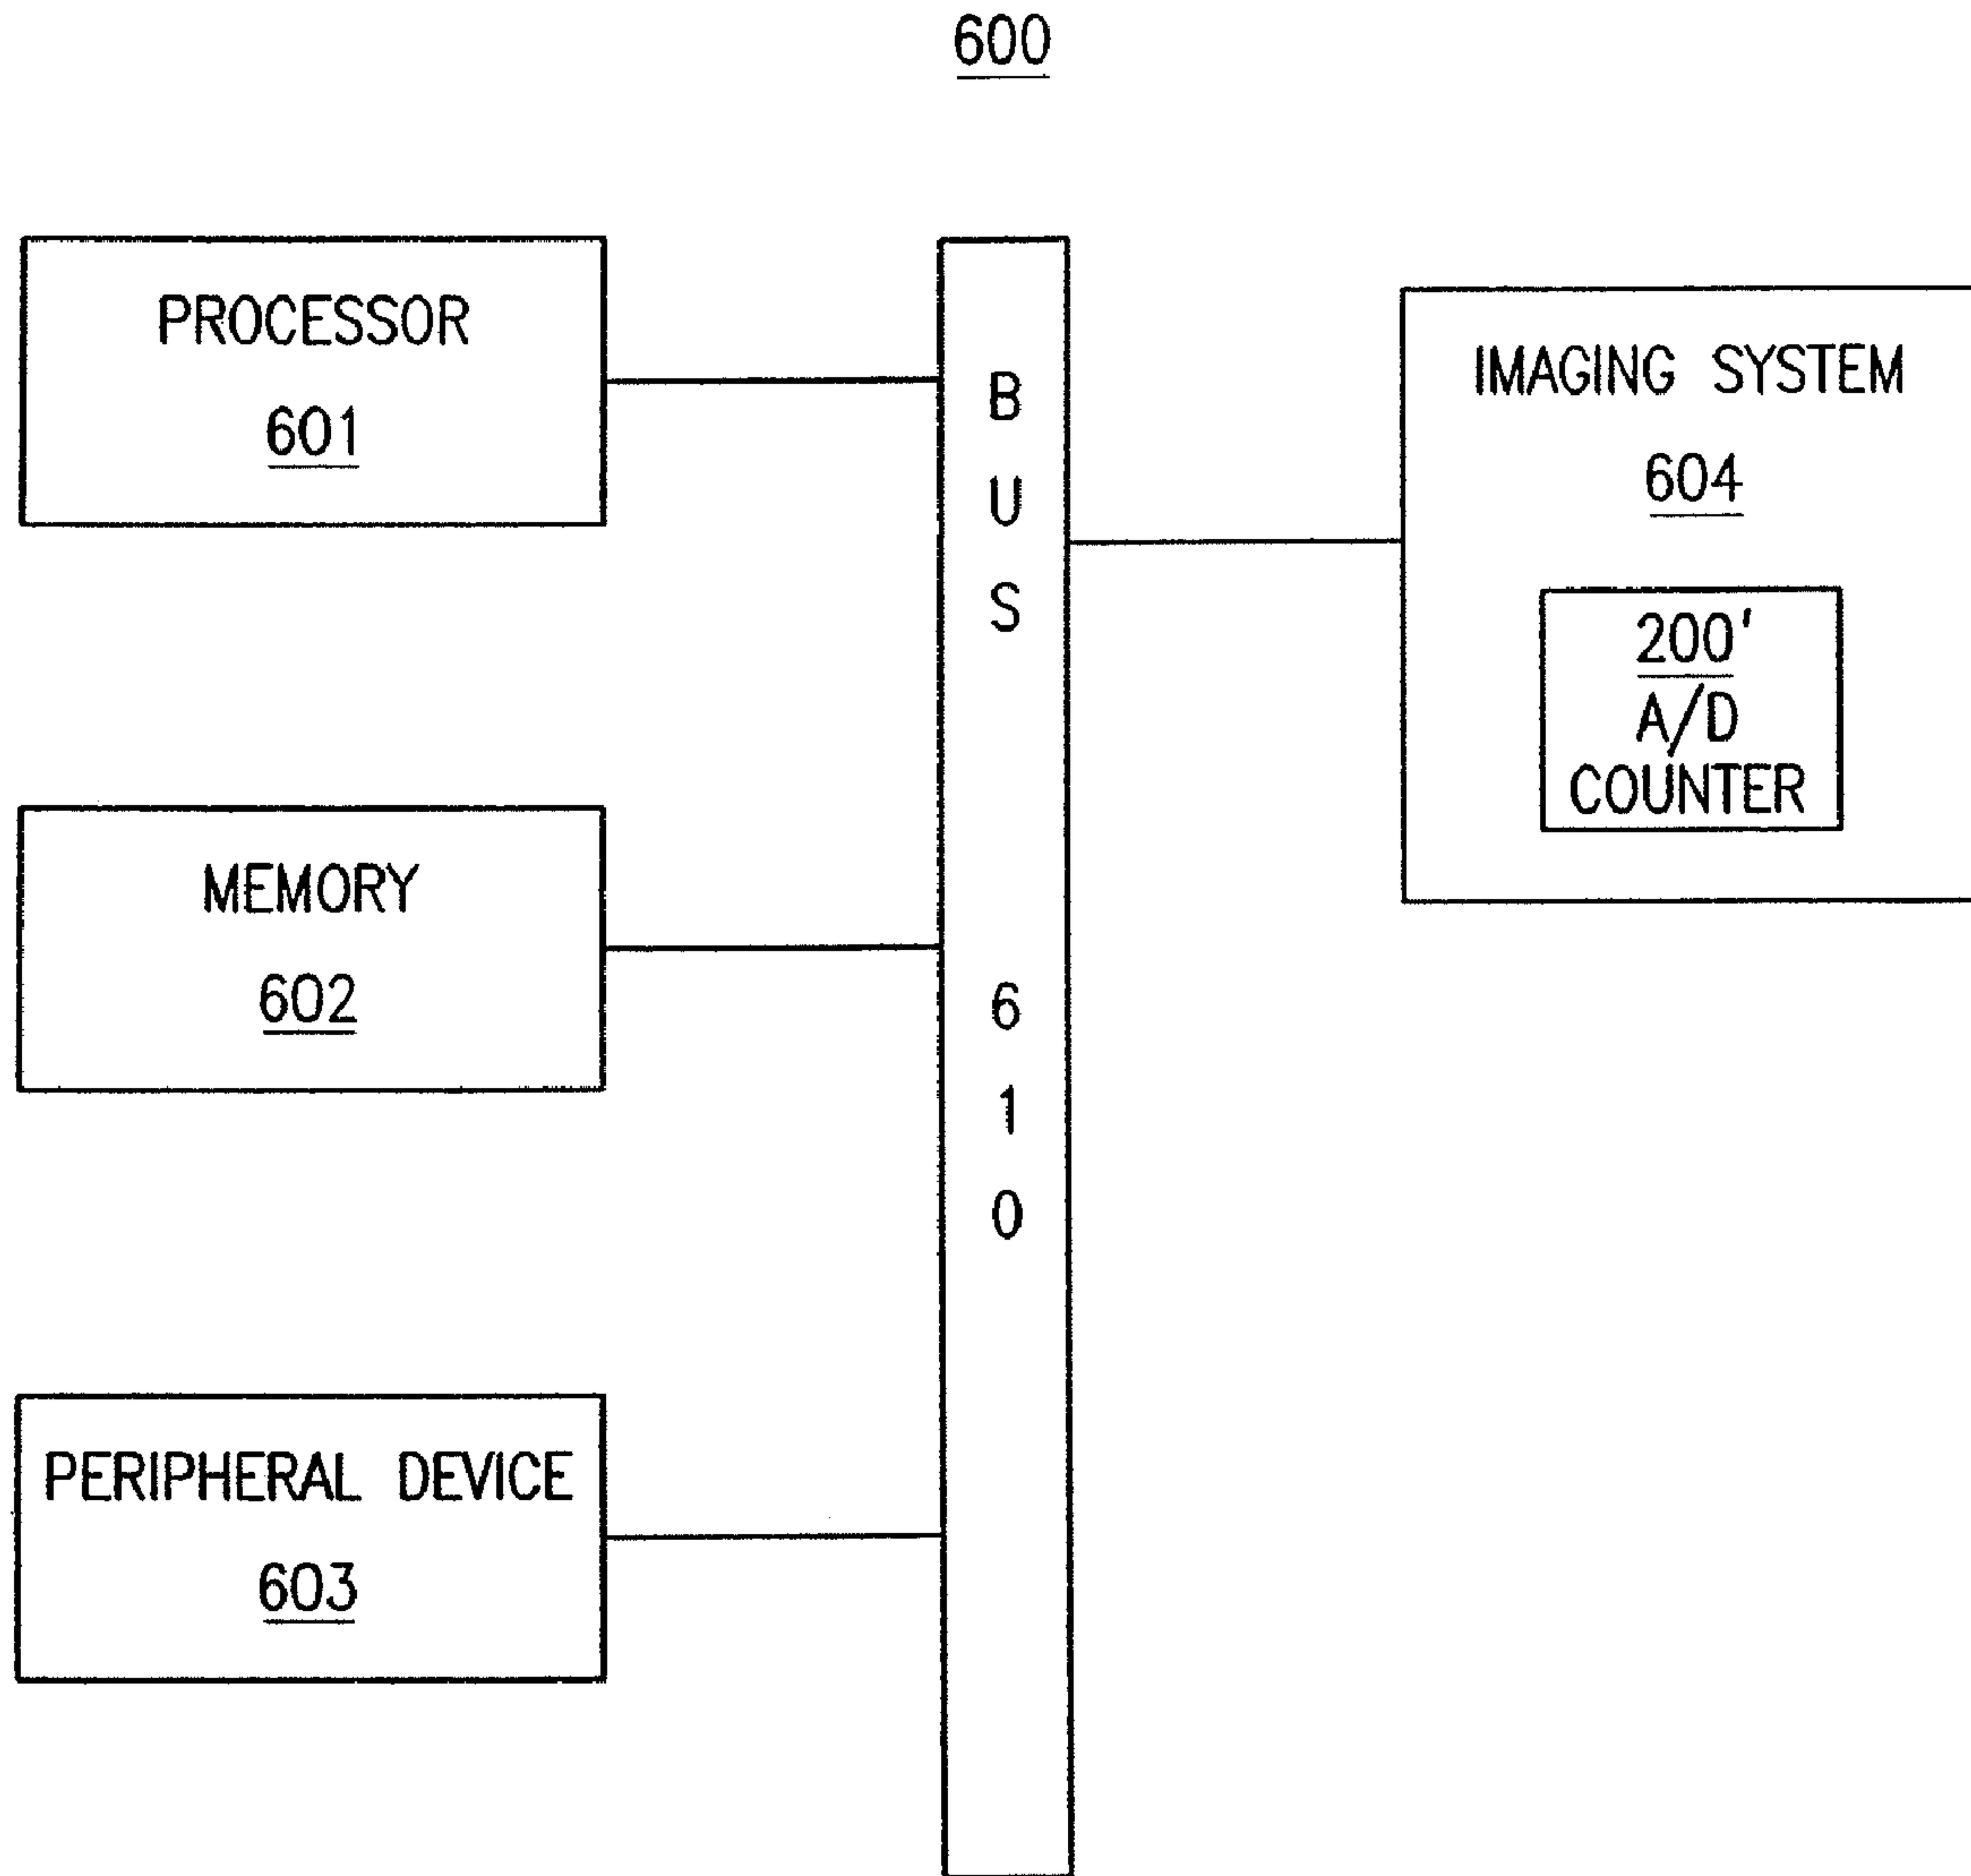 600
PROCESSOR
601
MEMORY
602
PERIPHERAL DEVICE
603
B
U
S
6
1
0
IMAGING SYSTEM
604
200'
A/D
COUNTER